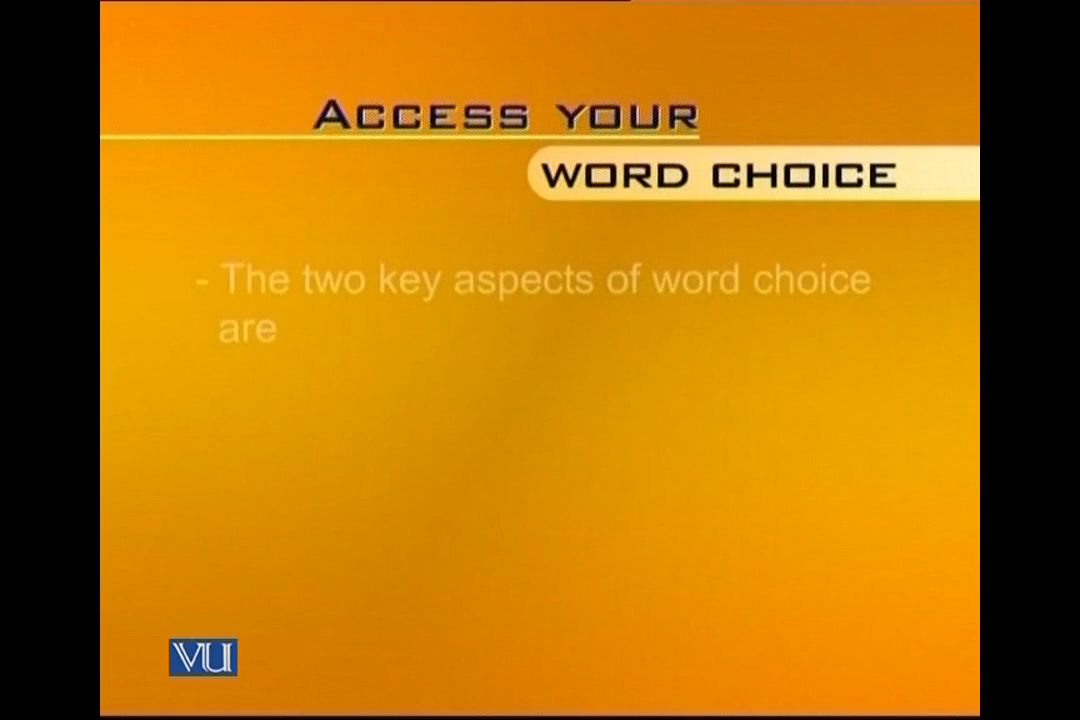 ACCESS YOUR
WORD CHOICE
- The two key aspects of word choice
are
VU